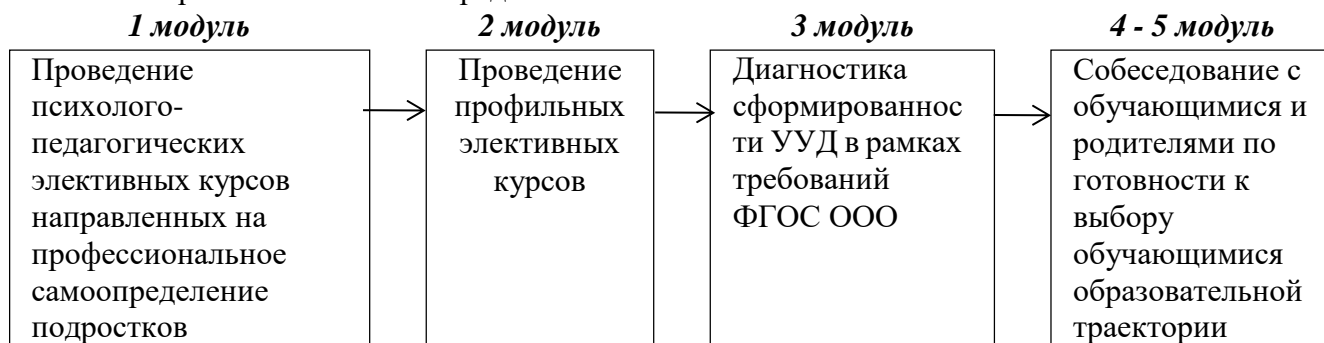 1 модуль
2 модуль
3 модуль
4 - 5 модуль
Проведение
психолого-
педагогических
элективных курсов
направленных на
профессиональное
самоопределение
подростков
Проведение
профильных
элективных
курсов
Диагностика
сформированнос
ти УУД в рамках
требований
ФГОС ООО
Собеседование с
обучающимися и
родителями по
готовности к
выбору
обучающимися
образовательной
траектории